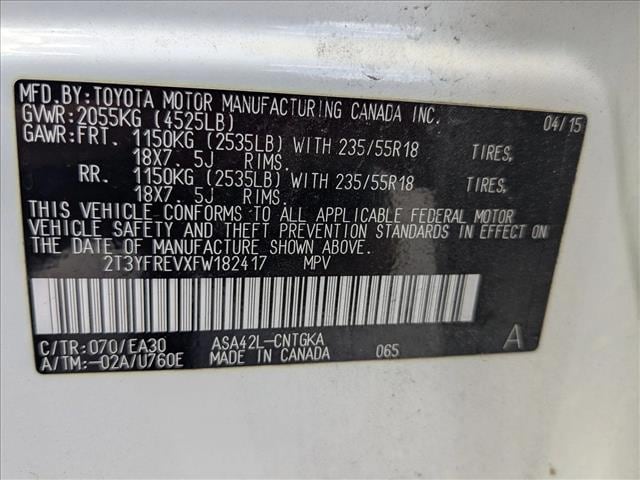 MFD.BY:TOYOTA MOTOR MANUFACTURING CANADA INC.
GVWR:2055KG (4525LB) 04/15
GAWR:FRT. 1150KG (2535LB) WITH 235/55R18 TIRES,
18X7. 5J RIMS.
RR. 1150KG (2535LB) WITH 235/55R18 TIRES,
18X7. 5J RIMS.
THIS VEHICLE CONFORMS TO ALL APPLICABLE FEDERAL MOTOR
VEHICLE SAFETY AND THEFT PREVENTION STANDARDS IN EFFECT ON
THE DATE OF MANUFACTURE SHOWN ABOVE.
2T3YFREVXFW182417 MPV
C/TR:070/EA30 ASA42L-CNTGKA A
A/TM:-02A/U760E MADE IN CANADA 065